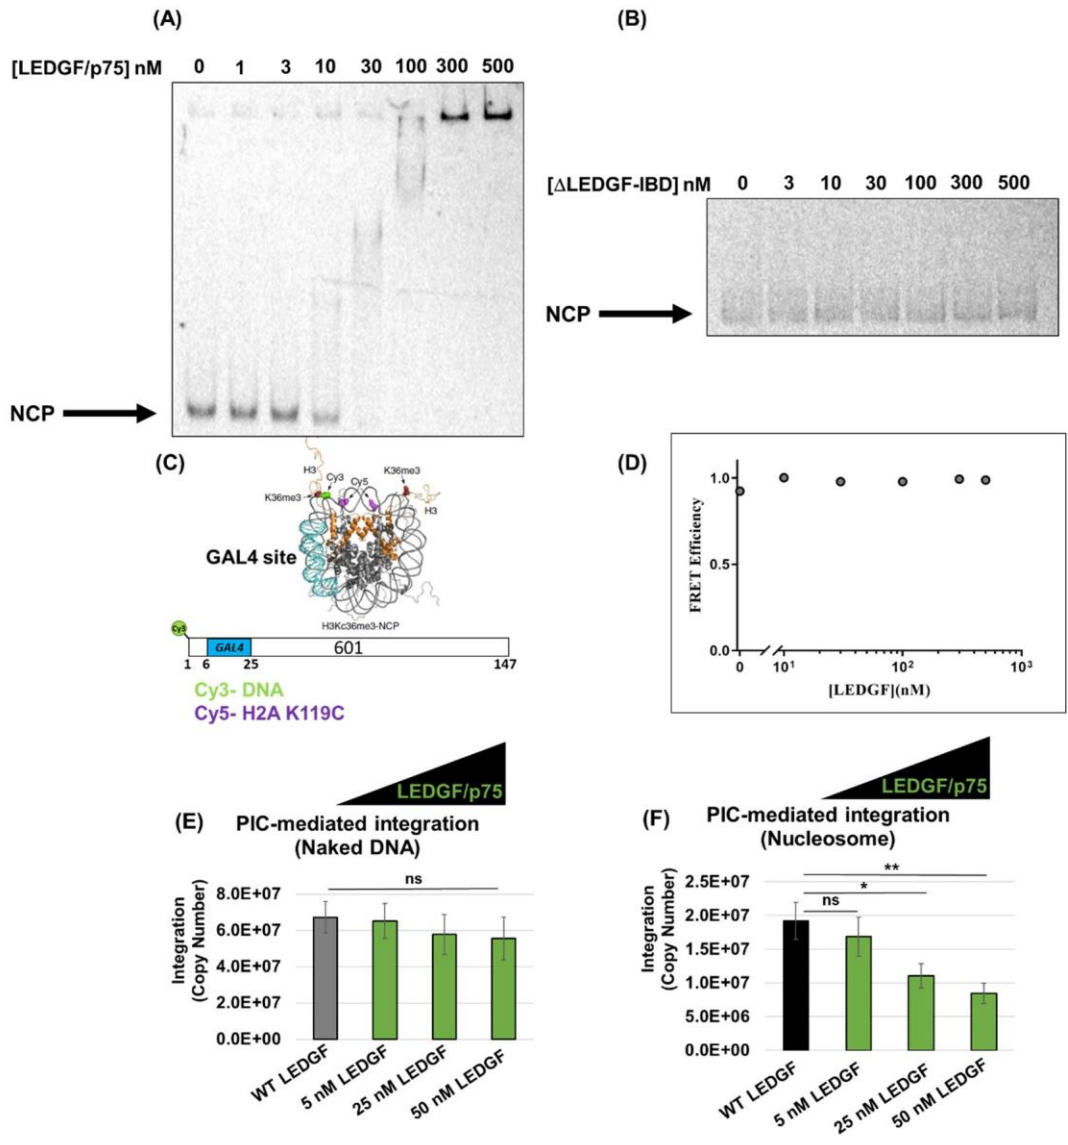 (A)
[LEDGF/p75] nM 0 1 3 10 30 100 300 500
NCP
(B)
[ΔLEDGF-IBD] nM 0 3 10 30 100 300 500
NCP
(C)
H3
Cy3
K36me3
Cy5
K36me3
H3
GAL4 site
H3Kc36me3-NCP
Cy3
GAL4
601
1 6 25 147
Cy3- DNA
Cy5- H2A K119C
(D)
FRET Efficiency
1.0
0.5
0.0
0 10¹ 10² 10³
[LEDGF](nM)
LEDGF/p75
(E) PIC-mediated integration
(Naked DNA)
ns
Integration
(Copy Number)
8.0E+07
6.0E+07
4.0E+07
2.0E+07
0.0E+00
WT LEDGF
5 nM LEDGF
25 nM LEDGF
50 nM LEDGF
LEDGF/p75
(F) PIC-mediated integration
(Nucleosome)
**
*
ns
Integration
(Copy Number)
2.5E+07
2.0E+07
1.5E+07
1.0E+07
5.0E+06
0.0E+00
WT LEDGF
5 nM LEDGF
25 nM LEDGF
50 nM LEDGF